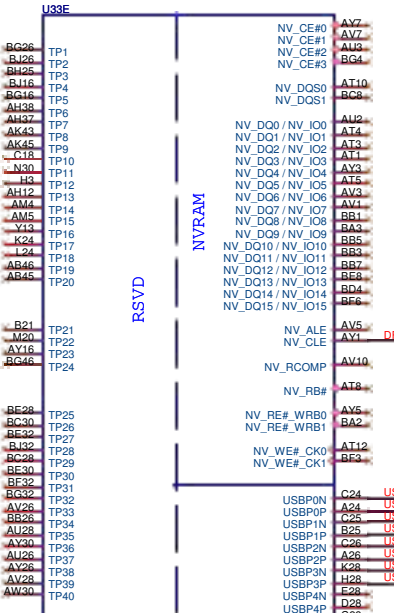 U33E
BG26 TP1
BJ26 TP2
BH25 TP3
BJ16 TP4
BG16 TP5
AH38 TP6
AH37 TP7
AK43 TP8
AK45 TP9
C18 TP10
N30 TP11
H3 TP12
AH12 TP13
AM4 TP14
AM5 TP15
Y13 TP16
K24 TP17
L24 TP18
AB46 TP19
AB45 TP20
B21 TP21
M20 TP22
AY16 TP23
BG46 TP24
BE28 TP25
BC30 TP26
BE32 TP27
BJ32 TP28
BC28 TP29
BE30 TP30
BF32 TP31
BG32 TP32
AV26 TP33
BB26 TP34
AU28 TP35
AY30 TP36
AU26 TP37
AY26 TP38
AV28 TP39
AW30 TP40
RSVD
NVRAM
NV_CE#0 AY7
NV_CE#1 AV7
NV_CE#2 AU3
NV_CE#3 BG4
NV_DQS0 AT10
NV_DQS1 BC8
NV_DQ0 / NV_IO0 AU2
NV_DQ1 / NV_IO1 AT4
NV_DQ2 / NV_IO2 AT3
NV_DQ3 / NV_IO3 AT1
NV_DQ4 / NV_IO4 AY3
NV_DQ5 / NV_IO5 AT5
NV_DQ6 / NV_IO6 AV3
NV_DQ7 / NV_IO7 AV1
NV_DQ8 / NV_IO8 BB1
NV_DQ9 / NV_IO9 BA3
NV_DQ10 / NV_IO10 BB5
NV_DQ11 / NV_IO11 BB3
NV_DQ12 / NV_IO12 BB7
NV_DQ13 / NV_IO13 BE8
NV_DQ14 / NV_IO14 BD4
NV_DQ15 / NV_IO15 BF6
NV_ALE AV5
NV_CLE AY1
NV_RCOMP AV10
NV_RB# AT8
NV_RE#_WRB0 AY5
NV_RE#_WRB1 BA2
NV_WE#_CK0 AT12
NV_WE#_CK1 BF3
USBP0N C24
USBP0P A24
USBP1N C25
USBP1P B25
USBP2N C26
USBP2P A26
USBP3N K28
USBP3P H28
USBP4N E28
USBP4P D28